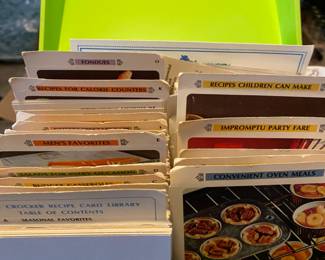 FONDUES
RECIPES FOR CALORIE COUNTERS
MEN'S FAVORITES
CROCKER RECIPE CARD LIBRARY
TABLE OF CONTENTS
A. SEASONAL FAVORITES
RECIPES CHILDREN CAN MAKE
IMPROMPTU PARTY FARE
CONVENIENT OVEN MEALS